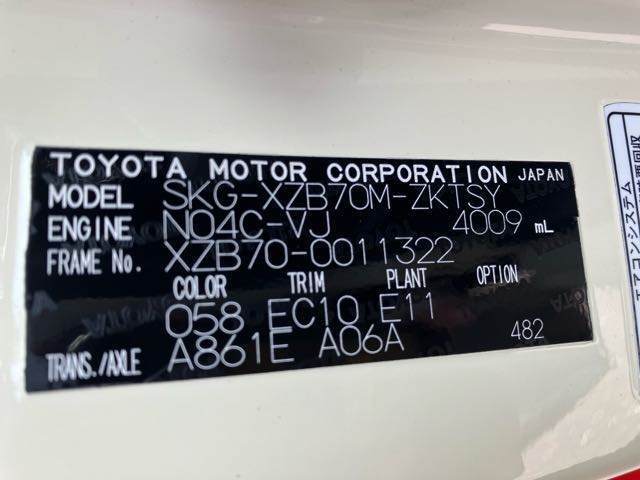 TOYOTA MOTOR CORPORATION JAPAN
MODEL SKG-XZB70M-ZKTSY
ENGINE N04C-VJ 4009 mL
FRAME No. XZB70-0011322
COLOR TRIM PLANT OPTION
058 EC10 E11
TRANS./AXLE A861E A06A 482